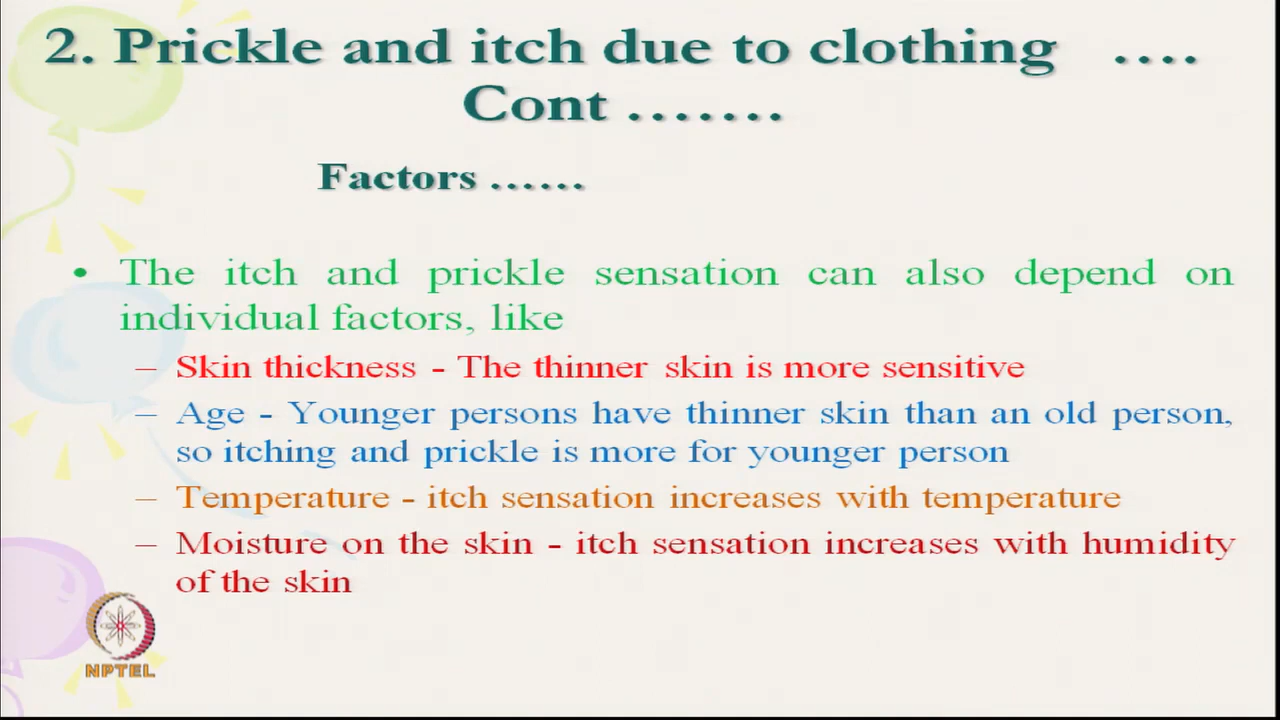 2. Prickle and itch due to clothing ....
Cont .......
Factors ......
• The itch and prickle sensation can also depend on
individual factors, like
– Skin thickness - The thinner skin is more sensitive
– Age - Younger persons have thinner skin than an old person,
so itching and prickle is more for younger person
– Temperature - itch sensation increases with temperature
– Moisture on the skin - itch sensation increases with humidity
of the skin
NPTEL